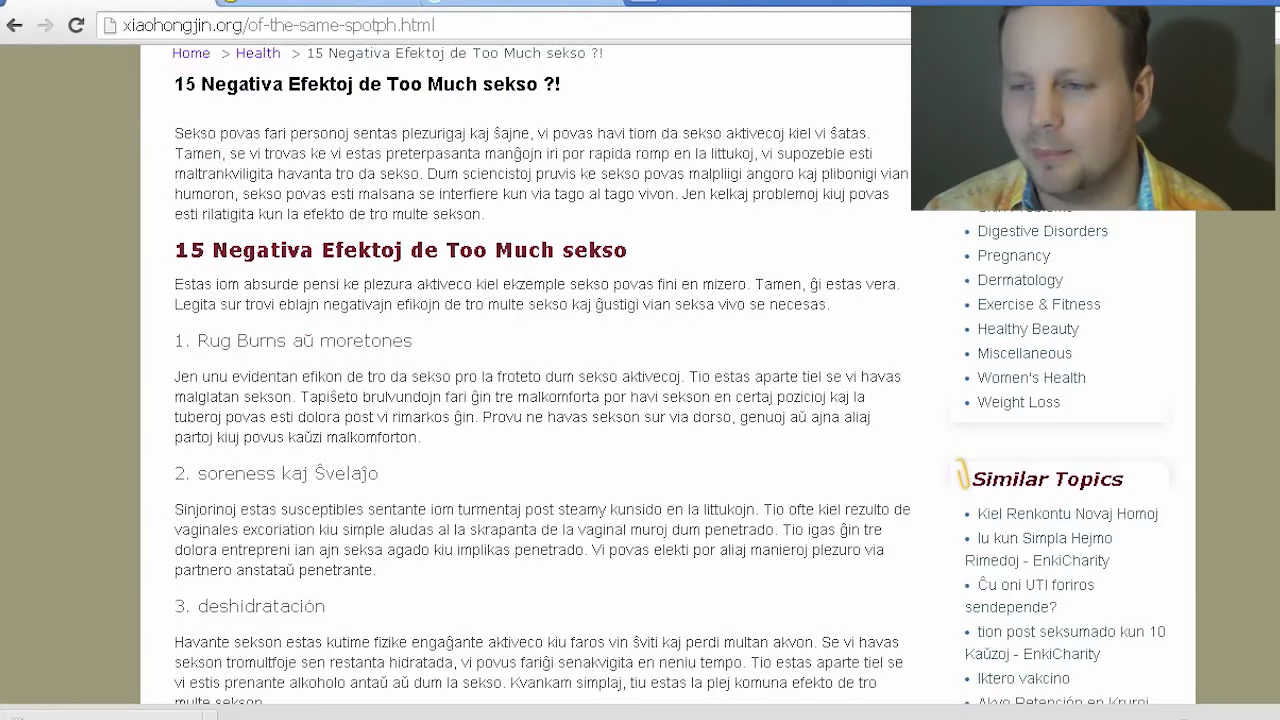 xiaohongjin.org/of-the-same-spotph.html
Home > Health > 15 Negativa Efektoj de Too Much sekso ?!
15 Negativa Efektoj de Too Much sekso ?!
Sekso povas fari personoj sentas plezurigaj kaj ŝajne, vi povas havi tiom da sekso aktivecoj kiel vi ŝatas.
Tamen, se vi trovas ke vi estas preterpasanta manĝojn iri por rapida romp en la littukoj, vi supozeble esti
maltrankviligita havanta tro da sekso. Dum sciencistoj pruvis ke sekso povas malpliigi angoro kaj plibonigi vian
humoron, sekso povas esti malsana se interfiere kun via tago al tago vivon. Jen kelkaj problemoj kiuj povas
esti rilatigita kun la efekto de tro multe sekson.
15 Negativa Efektoj de Too Much sekso
Estas iom absurde pensi ke plezura aktiveco kiel ekzemple sekso povas fini en mizero. Tamen, ĝi estas vera.
Legita sur trovi eblajn negativajn efikojn de tro multe sekso kaj ĝustigi vian seksa vivo se necesas.
1. Rug Burns aŭ moretones
Jen unu evidentan efikon de tro da sekso pro la froteto dum sekso aktivecoj. Tio estas aparte tiel se vi havas
malglatan sekson. Tapiŝeto brulvundojn fari ĝin tre malkomforta por havi sekson en certaj pozicioj kaj la
tuberoj povas esti dolora post vi rimarkos ĝin. Provu ne havas sekson sur via dorso, genuoj aŭ ajna aliaj
partoj kiuj povus kaŭzi malkomforton.
2. soreness kaj Ŝvelaĵo
Sinjorinoj estas susceptibles sentante iom turmentaj post steamy kunsido en la littukojn. Tio ofte kiel rezulto de
vaginales excoriation kiu simple aludas al la skrapanta de la vaginal muroj dum penetrado. Tio igas ĝin tre
dolora entrepreni ian ajn seksa agado kiu implikas penetrado. Vi povas elekti por aliaj manieroj plezuro via
partnero anstataŭ penetrante.
3. deshidratación
Havante sekson estas kutime fizike engaĝante aktiveco kiu faros vin ŝviti kaj perdi multan akvon. Se vi havas
sekson tromultfoje sen restanta hidratada, vi povus fariĝi senakvigita en neniu tempo. Tio estas aparte tiel se
vi estis prenante alkoholo antaŭ aŭ dum la sekso. Kvankam simplaj, tiu estas la plej komuna efekto de tro
multe sekson.
Digestive Disorders
Pregnancy
Dermatology
Exercise & Fitness
Healthy Beauty
Miscellaneous
Women's Health
Weight Loss
Similar Topics
Kiel Renkontu Novaj Homoj
Iu kun Simpla Hejmo
Rimedoj - EnkiCharity
Ĉu oni UTI foriros
sendepende?
tion post seksumado kun 10
Kaŭzoj - EnkiCharity
Iktero vakcino
Akvo Retención en Kruroj